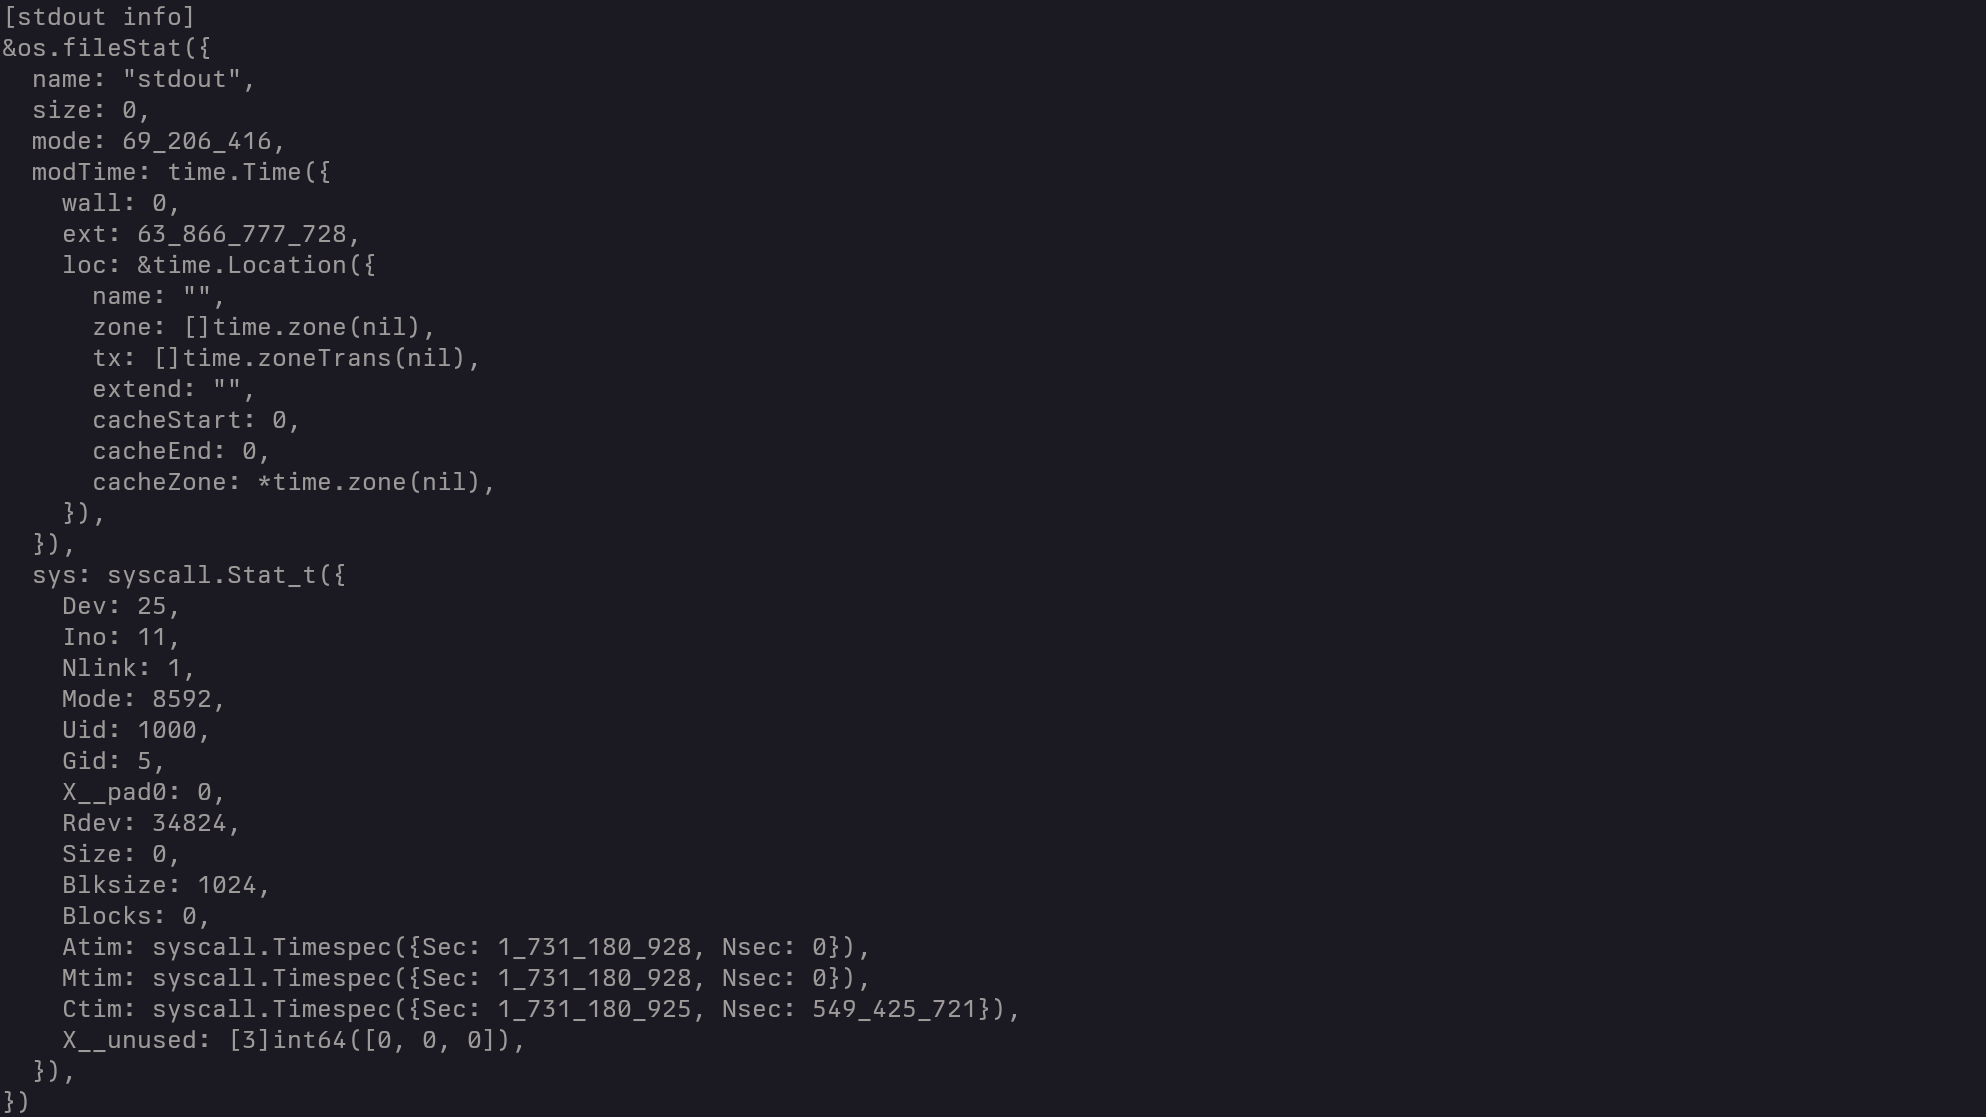 [stdout info]
&os.fileStat({
  name: "stdout",
  size: 0,
  mode: 69_206_416,
  modTime: time.Time({
    wall: 0,
    ext: 63_866_777_728,
    loc: &time.Location({
      name: "",
      zone: []time.zone(nil),
      tx: []time.zoneTrans(nil),
      extend: "",
      cacheStart: 0,
      cacheEnd: 0,
      cacheZone: *time.zone(nil),
    }),
  }),
  sys: syscall.Stat_t({
    Dev: 25,
    Ino: 11,
    Nlink: 1,
    Mode: 8592,
    Uid: 1000,
    Gid: 5,
    X__pad0: 0,
    Rdev: 34824,
    Size: 0,
    Blksize: 1024,
    Blocks: 0,
    Atim: syscall.Timespec({Sec: 1_731_180_928, Nsec: 0}),
    Mtim: syscall.Timespec({Sec: 1_731_180_928, Nsec: 0}),
    Ctim: syscall.Timespec({Sec: 1_731_180_925, Nsec: 549_425_721}),
    X__unused: [3]int64([0, 0, 0]),
  }),
})